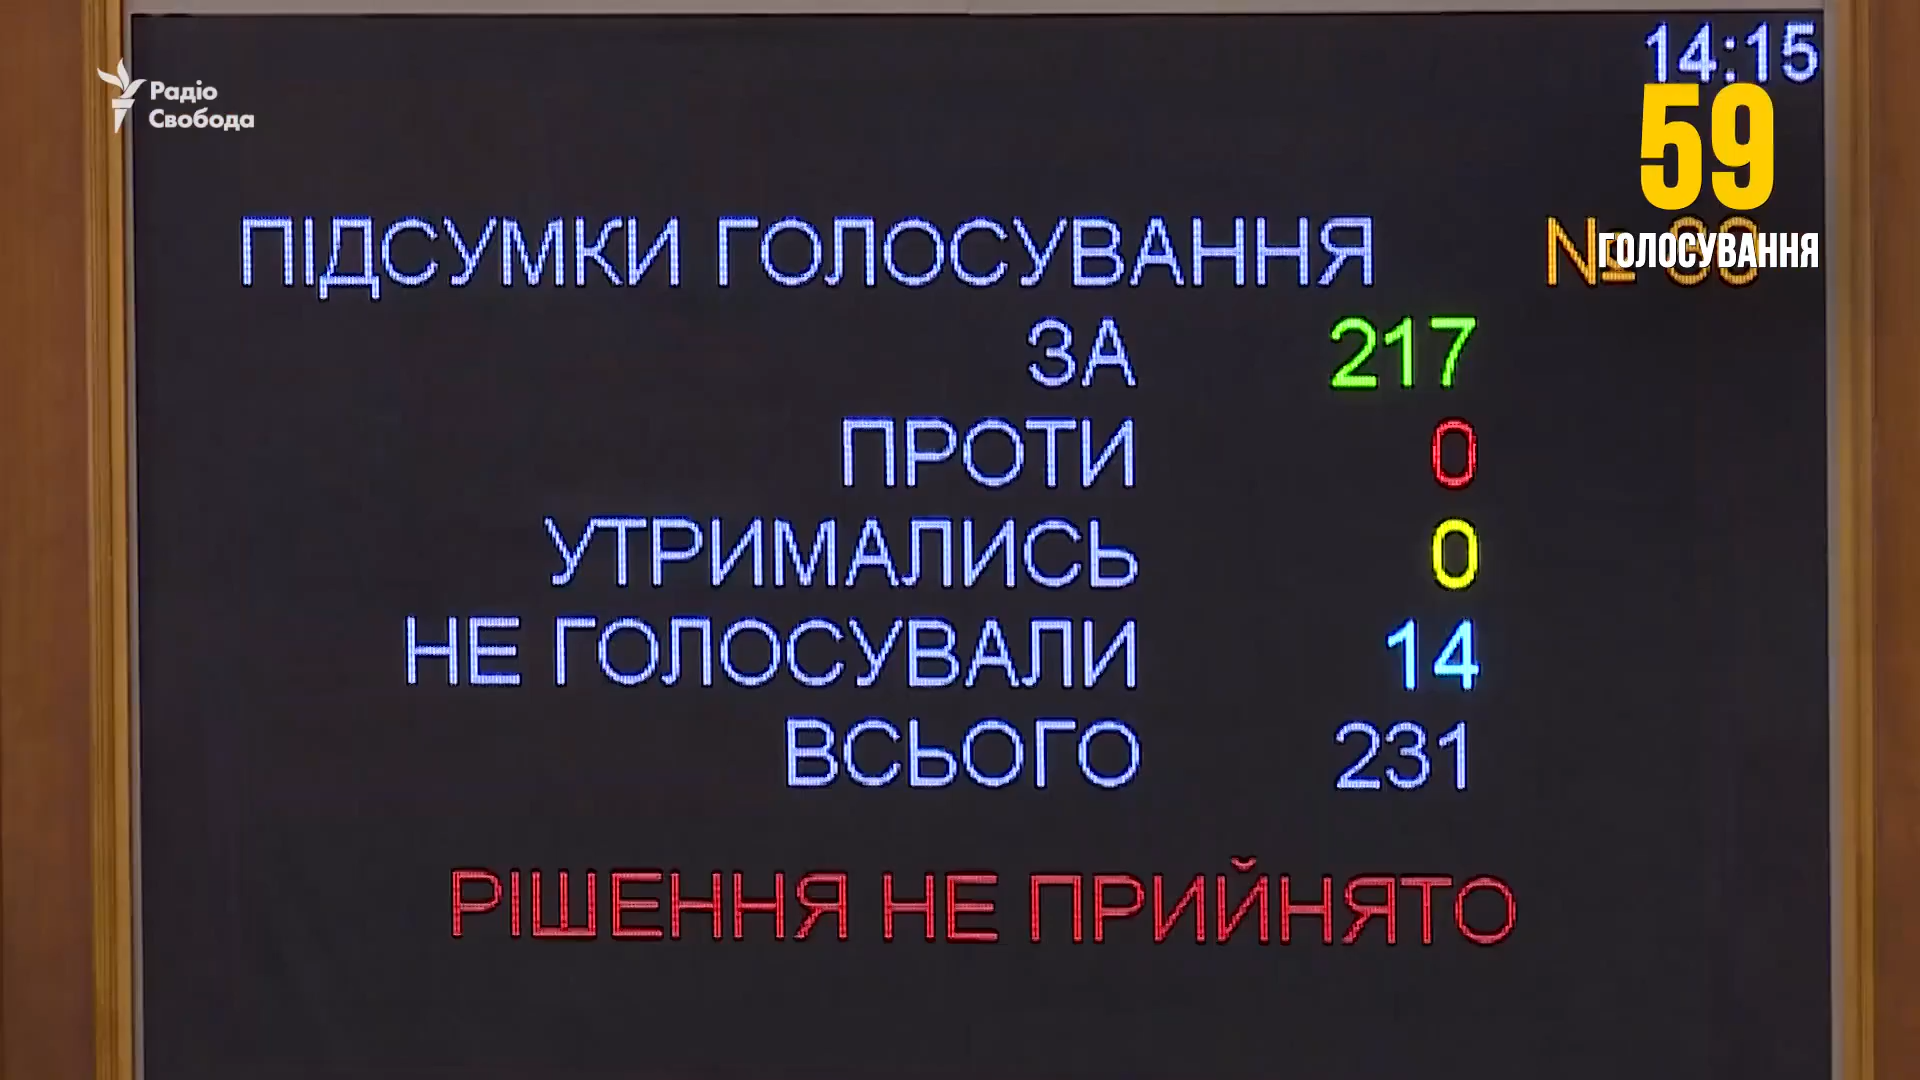 14:15
Радіо
Свобода
59
ГОЛОСУВАННЯ
ПІДСУМКИ ГОЛОСУВАННЯ №
ЗА 217
ПРОТИ 0
УТРИМАЛИСЬ 0
НЕ ГОЛОСУВАЛИ 14
ВСЬОГО 231
РІШЕННЯ НЕ ПРИЙНЯТО